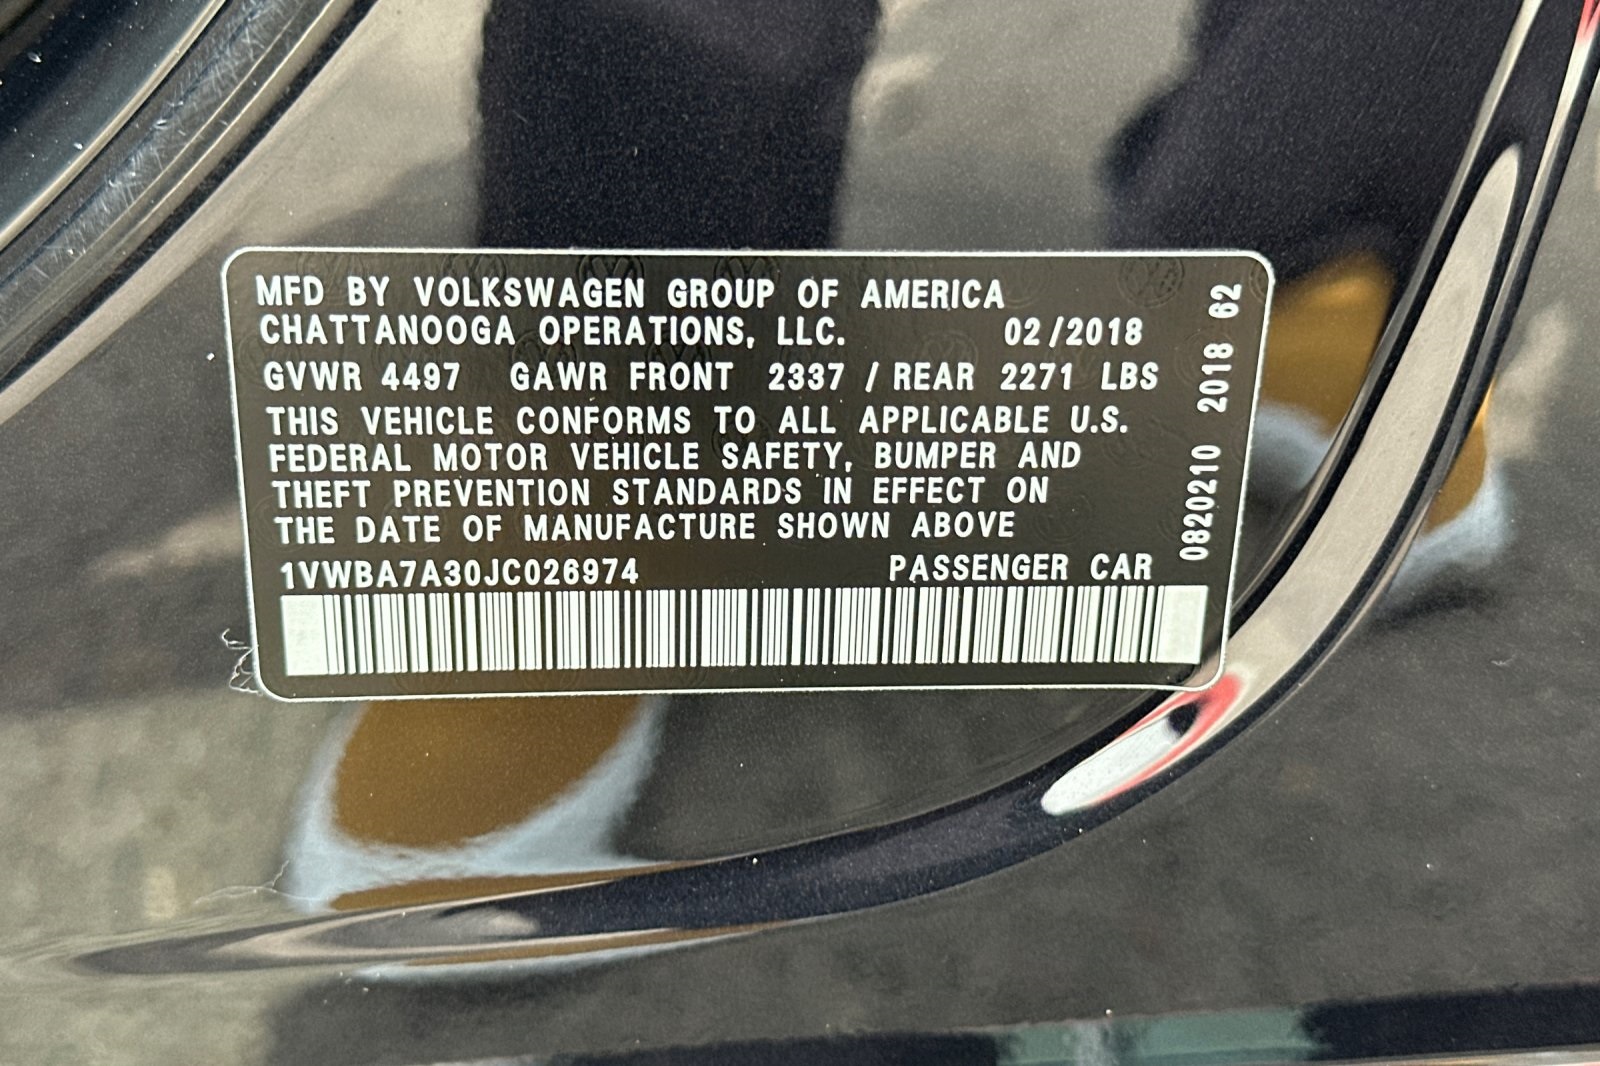 MFD BY VOLKSWAGEN GROUP OF AMERICA
CHATTANOOGA OPERATIONS, LLC. 02/2018
GVWR 4497 GAWR FRONT 2337 / REAR 2271 LBS
THIS VEHICLE CONFORMS TO ALL APPLICABLE U.S.
FEDERAL MOTOR VEHICLE SAFETY, BUMPER AND
THEFT PREVENTION STANDARDS IN EFFECT ON
THE DATE OF MANUFACTURE SHOWN ABOVE
1VWBA7A30JC026974 PASSENGER CAR
0820210 2018 62